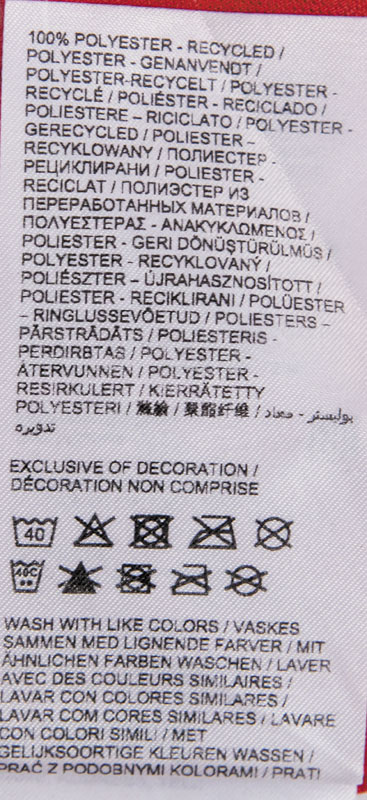 100% POLYESTER - RECYCLED /
POLYESTER - GENANVENDT /
POLYESTER-RECYCELT / POLYESTER -
RECYCLÉ / POLIÉSTER - RECICLADO /
POLIESTERE – RICICLATO / POLYESTER -
GERECYCLED / POLIESTER –
RECYKLOWANY / ПОЛИЕСТЕР -
РЕЦИКЛИРАНИ / POLIESTER -
RECICLAT / ПОЛИЭСТЕР ИЗ
ПЕРЕРАБОТАННЫХ МАТЕРИАЛОВ /
ΠΟΛΥΕΣΤΕΡΑΣ - ΑΝΑΚΥΚΛΩΜΕΝΟΣ /
POLIESTER - GERI DÖNÜŞTÜRÜLMÜŞ /
POLYESTER - RECYKLOVANÝ /
POLIÉSZTER – ÚJRAHASZNOSÍTOTT /
POLIESTER - RECIKLIRANI / POLÜESTER
– RINGLUSSEVÕETUD / POLIESTERS –
PĀRSTRĀDĀTS / POLIESTERIS -
PERDIRBTAS / POLYESTER -
ÅTERVUNNEN / POLYESTER -
RESIRKULERT / KIERRÄTETTY
POLYESTERI / 滌綸 / 聚酯纤维 / بوليستر - معاد
تدويره
EXCLUSIVE OF DECORATION /
DÉCORATION NON COMPRISE
40
40C
WASH WITH LIKE COLORS / VASKES
SAMMEN MED LIGNENDE FARVER / MIT
ÄHNLICHEN FARBEN WASCHEN / LAVER
AVEC DES COULEURS SIMILAIRES /
LAVAR CON COLORES SIMILARES /
LAVAR COM CORES SIMILARES / LAVARE
CON COLORI SIMILI / MET
GELIJKSOORTIGE KLEUREN WASSEN /
PRAĆ Z PODOBNYMI KOLORAMI / PRATI